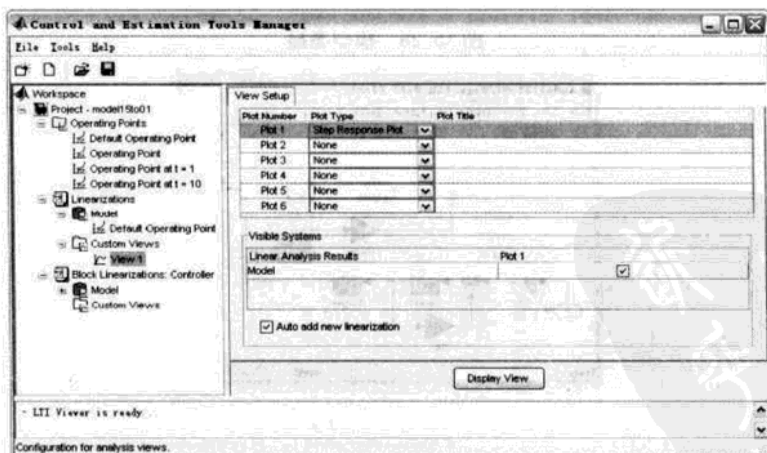 Control and Estimation Tools Manager
File Tools Help
Workspace
Project - model15to01
Operating Points
Default Operating Point
Operating Point
Operating Point at t = 1
Operating Point at t = 10
Linearizations
Model
Default Operating Point
Custom Views
View 1
Block Linearizations: Controller
Model
Custom Views
View Setup
Plot Number Plot Type Plot Title
Plot 1 Step Response Plot
Plot 2 None
Plot 3 None
Plot 4 None
Plot 5 None
Plot 6 None
Visible Systems
Linear Analysis Results Plot 1
Model
Auto add new linearization
Display View
- LTI Viewer is ready
Configuration for analysis views.